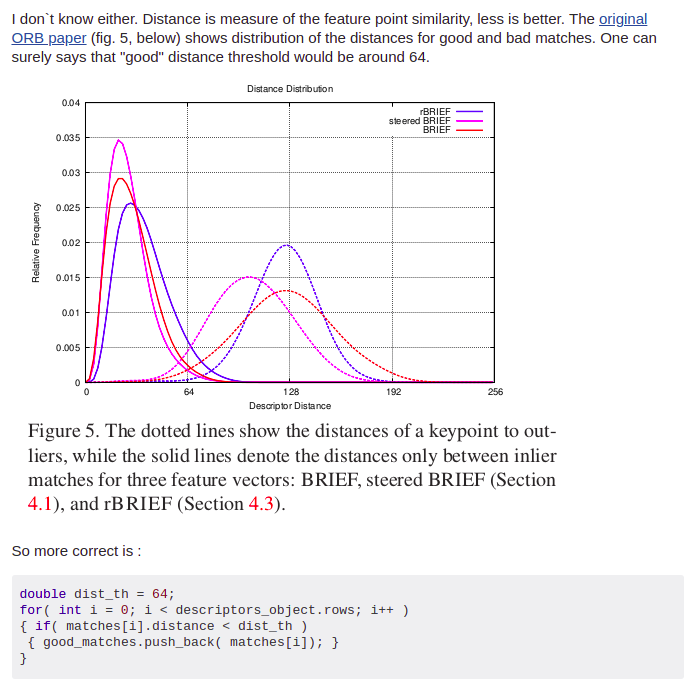 I don`t know either. Distance is measure of the feature point similarity, less is better. The original
ORB paper (fig. 5, below) shows distribution of the distances for good and bad matches. One can
surely says that "good" distance threshold would be around 64.
Distance Distribution
0.04
0.035
0.03
0.025
0.02
0.015
0.01
0.005
0
Relative Frequency
rBRIEF
steered BRIEF
BRIEF
0 64 128 192 256
Descriptor Distance
Figure 5. The dotted lines show the distances of a keypoint to out-
liers, while the solid lines denote the distances only between inlier
matches for three feature vectors: BRIEF, steered BRIEF (Section
4.1), and rBRIEF (Section 4.3).
So more correct is :
double dist_th = 64;
for( int i = 0; i < descriptors_object.rows; i++ )
{ if( matches[i].distance < dist_th )
{ good_matches.push_back( matches[i]); }
}